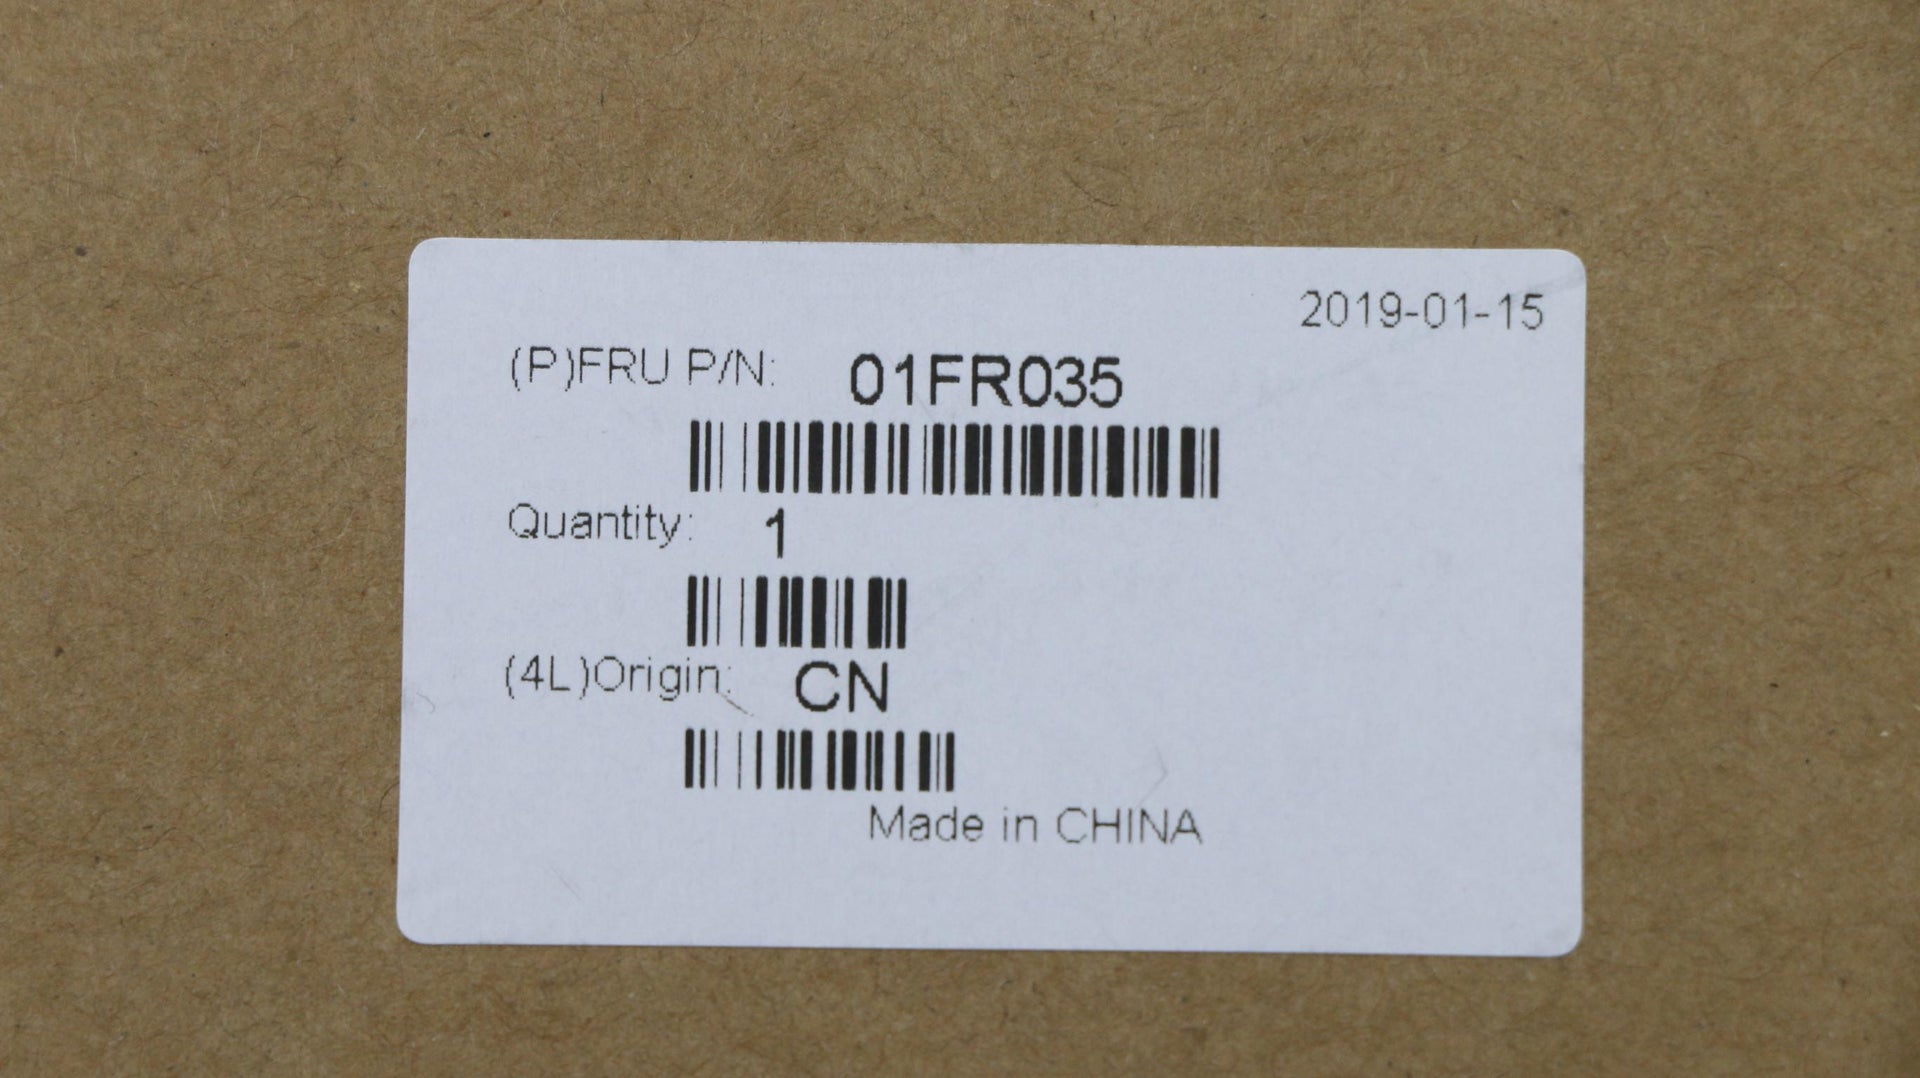 2019-01-15
(P)FRU P/N: 01FR035
Quantity: 1
(4L)Origin: CN
Made in CHINA